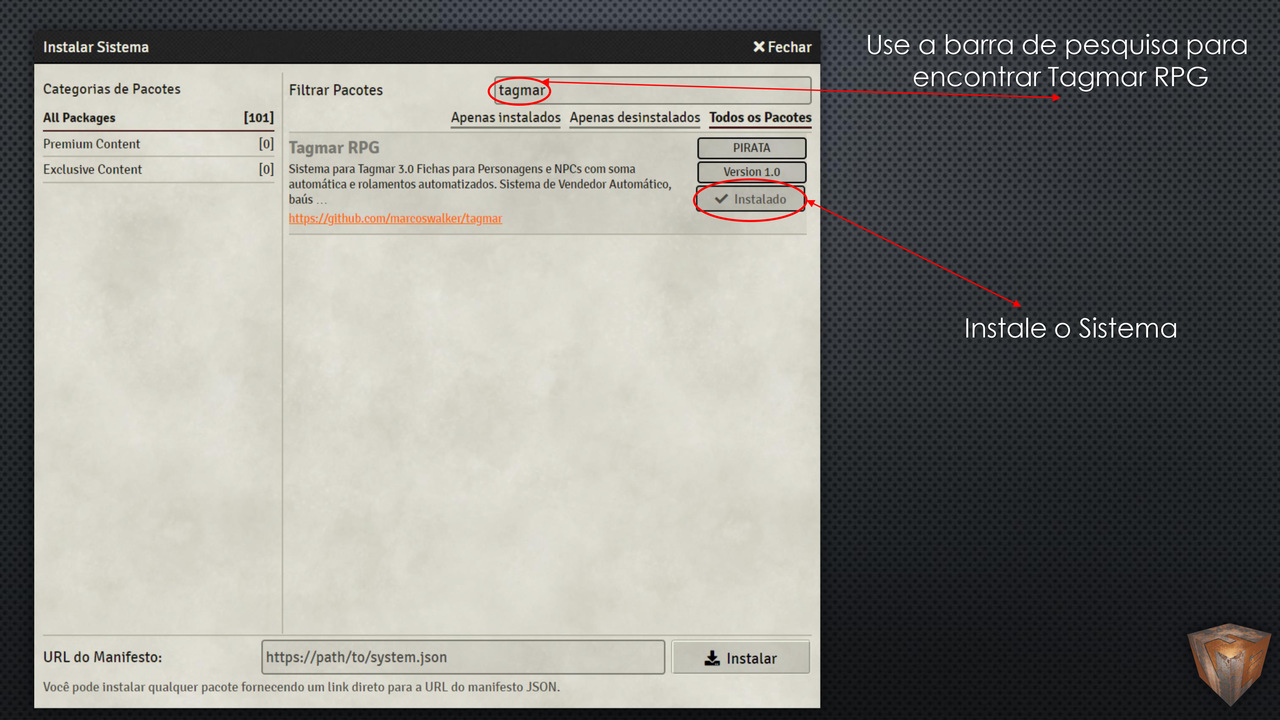 Instalar Sistema
Fechar
Categorias de Pacotes
All Packages [101]
Premium Content [0]
Exclusive Content [0]
Filtrar Pacotes
tagmar
Apenas instalados Apenas desinstalados Todos os Pacotes
Tagmar RPG
Sistema para Tagmar 3.0 Fichas para Personagens e NPCs com soma
automática e rolamentos automatizados. Sistema de Vendedor Automático,
baús ...
https://github.com/marcoswalker/tagmar
PIRATA
Version 1.0
Instalado
URL do Manifesto:
https://path/to/system.json
Instalar
Você pode instalar qualquer pacote fornecendo um link direto para a URL do manifesto JSON.
Use a barra de pesquisa para
encontrar Tagmar RPG
Instale o Sistema